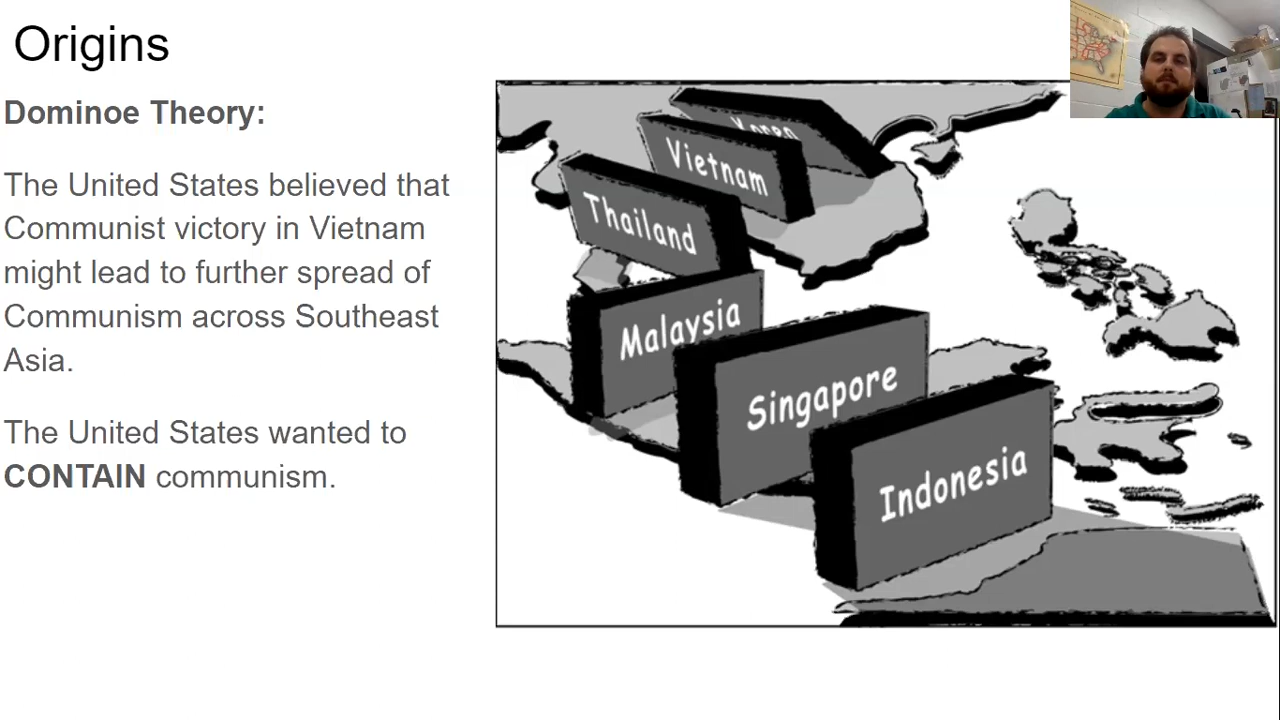 Origins
Dominoe Theory:
The United States believed that
Communist victory in Vietnam
might lead to further spread of
Communism across Southeast
Asia.
The United States wanted to
CONTAIN communism.
Korea
Vietnam
Thailand
Malaysia
Singapore
Indonesia